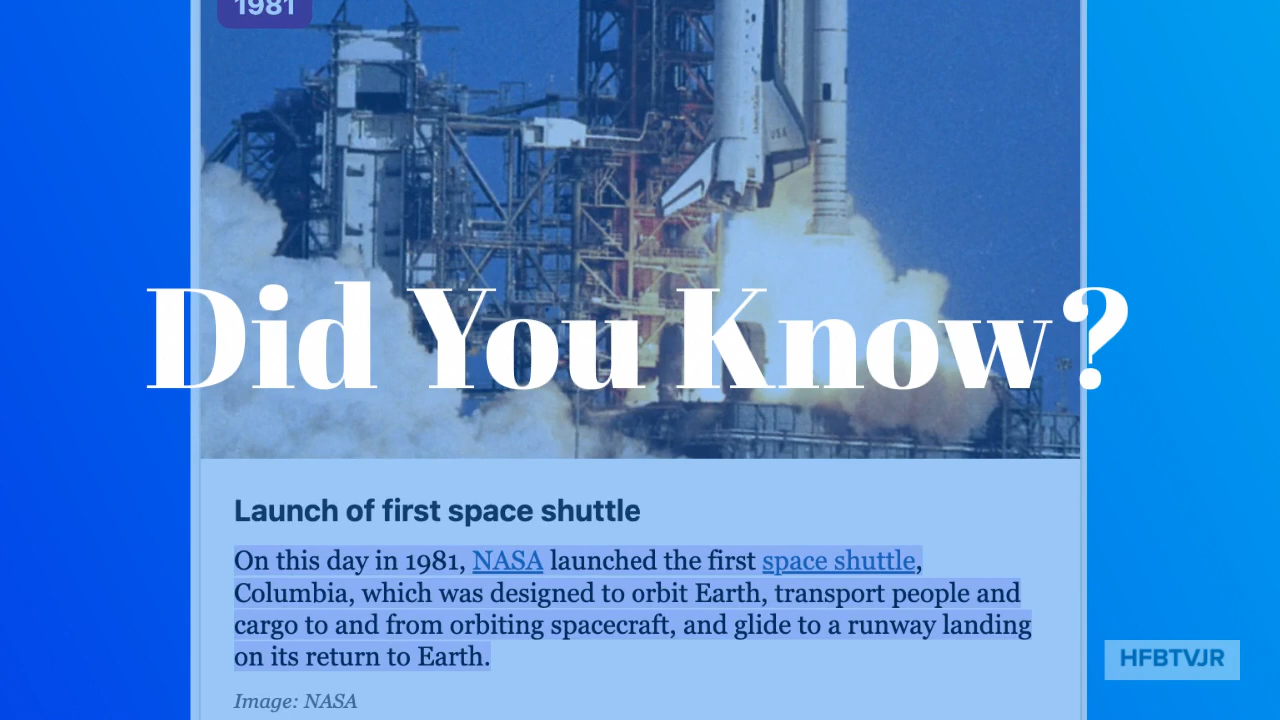 1981
USA
Did You Know?
Launch of first space shuttle
On this day in 1981, NASA launched the first space shuttle,
Columbia, which was designed to orbit Earth, transport people and
cargo to and from orbiting spacecraft, and glide to a runway landing
on its return to Earth.
Image: NASA
HFBTVJR